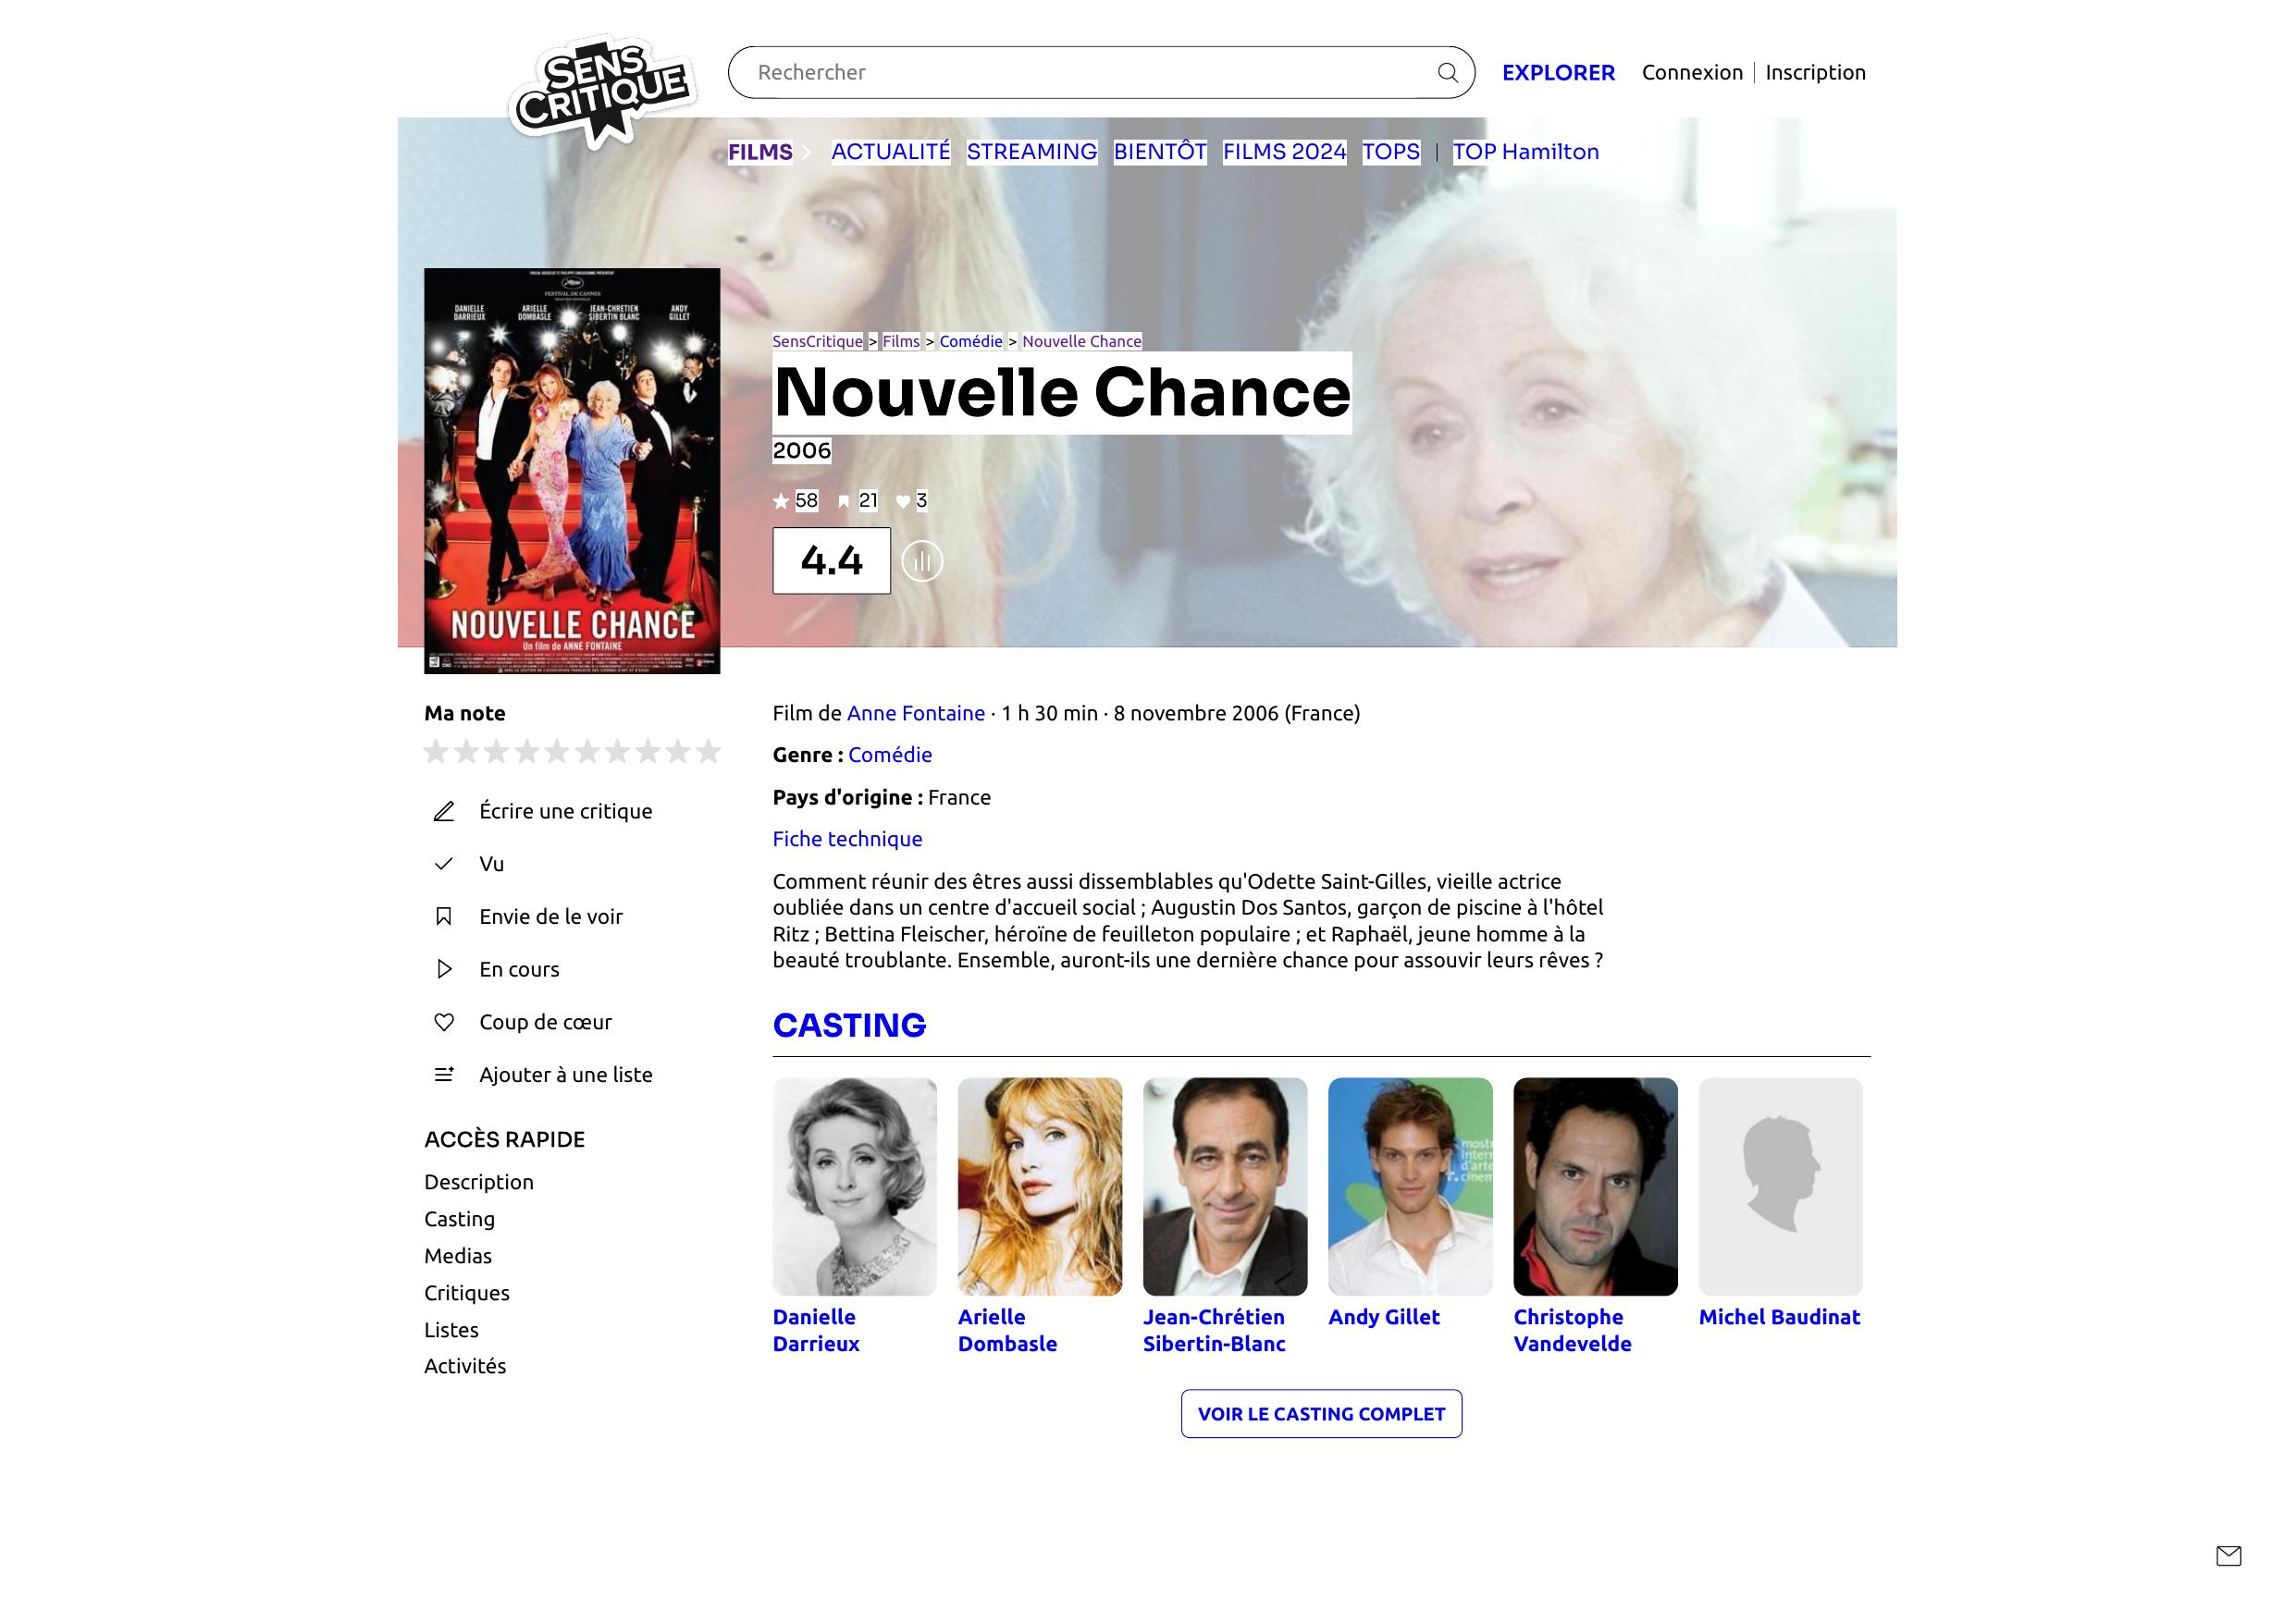 SENS
CRITIQUE
Rechercher
EXPLORER
Connexion | Inscription
FILMS
ACTUALITÉ STREAMING BIENTÔT FILMS 2024 TOPS | TOP Hamilton
FESTIVAL DE CANNES
DANIELLE DARRIEUX
ARIELLE DOMBASLE
JEAN-CHRETIEN SIBERTIN BLANC
ANDY GILLET
NOUVELLE CHANCE
Un film de ANNE FONTAINE
SensCritique > Films > Comédie > Nouvelle Chance
Nouvelle Chance
2006
58 21 3
4.4
Ma note
Écrire une critique
Vu
Envie de le voir
En cours
Coup de cœur
Ajouter à une liste
ACCÈS RAPIDE
Description
Casting
Medias
Critiques
Listes
Activités
Film de Anne Fontaine · 1 h 30 min · 8 novembre 2006 (France)
Genre : Comédie
Pays d'origine : France
Fiche technique
Comment réunir des êtres aussi dissemblables qu'Odette Saint-Gilles, vieille actrice
oubliée dans un centre d'accueil social ; Augustin Dos Santos, garçon de piscine à l'hôtel
Ritz ; Bettina Fleischer, héroïne de feuilleton populaire ; et Raphaël, jeune homme à la
beauté troublante. Ensemble, auront-ils une dernière chance pour assouvir leurs rêves ?
CASTING
Danielle
Darrieux
Arielle
Dombasle
Jean-Chrétien
Sibertin-Blanc
Andy Gillet
Christophe
Vandevelde
Michel Baudinat
VOIR LE CASTING COMPLET